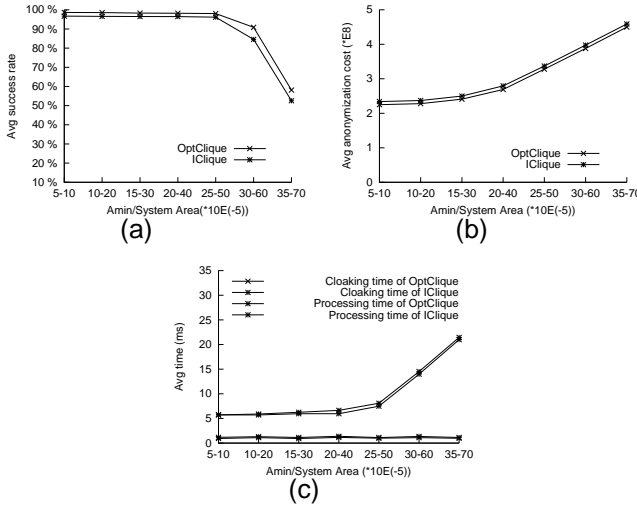 100 %
90 %
80 %
70 %
60 %
50 %
40 %
30 %
20 %
10 %
Avg success rate
OptClique
IClique
5-10 10-20 15-30 20-40 25-50 30-60 35-70
Amin/System Area(*10E(-5))
(a)
5
4
3
2
1
0
Avg anonymization cost (*E8)
OptClique
IClique
5-10 10-20 15-30 20-40 25-50 30-60 35-70
Amin/System Area (*10E(-5))
(b)
35
30
25
20
15
10
5
0
Avg time (ms)
Cloaking time of OptClique
Cloaking time of IClique
Processing time of OptClique
Processing time of IClique
5-10 10-20 15-30 20-40 25-50 30-60 35-70
Amin/System Area (*10E(-5))
(c)